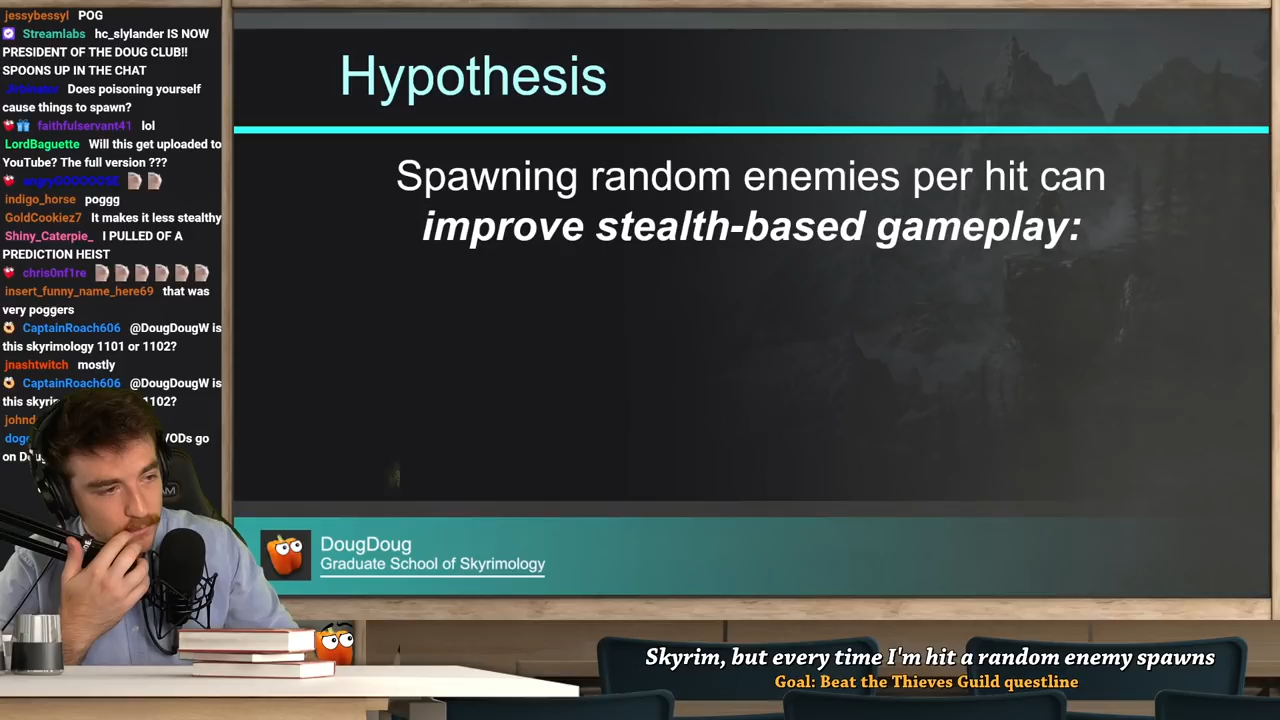 jessybessyl POG
Streamlabs hc_slylander IS NOW
PRESIDENT OF THE DOUG CLUB!!
SPOONS UP IN THE CHAT
Does poisoning yourself
cause things to spawn?
faithfulservant41 lol
LordBaguette Will this get uploaded to
YouTube? The full version ???
indigo_horse poggg
GoldCookiez7 It makes it less stealthy
Shiny_Caterpie_ I PULLED OF A
PREDICTION HEIST
chris0nf1re
insert_funny_name_here69 that was
very poggers
CaptainRoach606 @DougDougW is
this skyrimology 1101 or 1102?
jnashtwitch mostly
CaptainRoach606 @DougDougW is
this 1102?
VODs go
on
Hypothesis
Spawning random enemies per hit can
improve stealth-based gameplay:
DougDoug
Graduate School of Skyrimology
Skyrim, but every time I'm hit a random enemy spawns
Goal: Beat the Thieves Guild questline